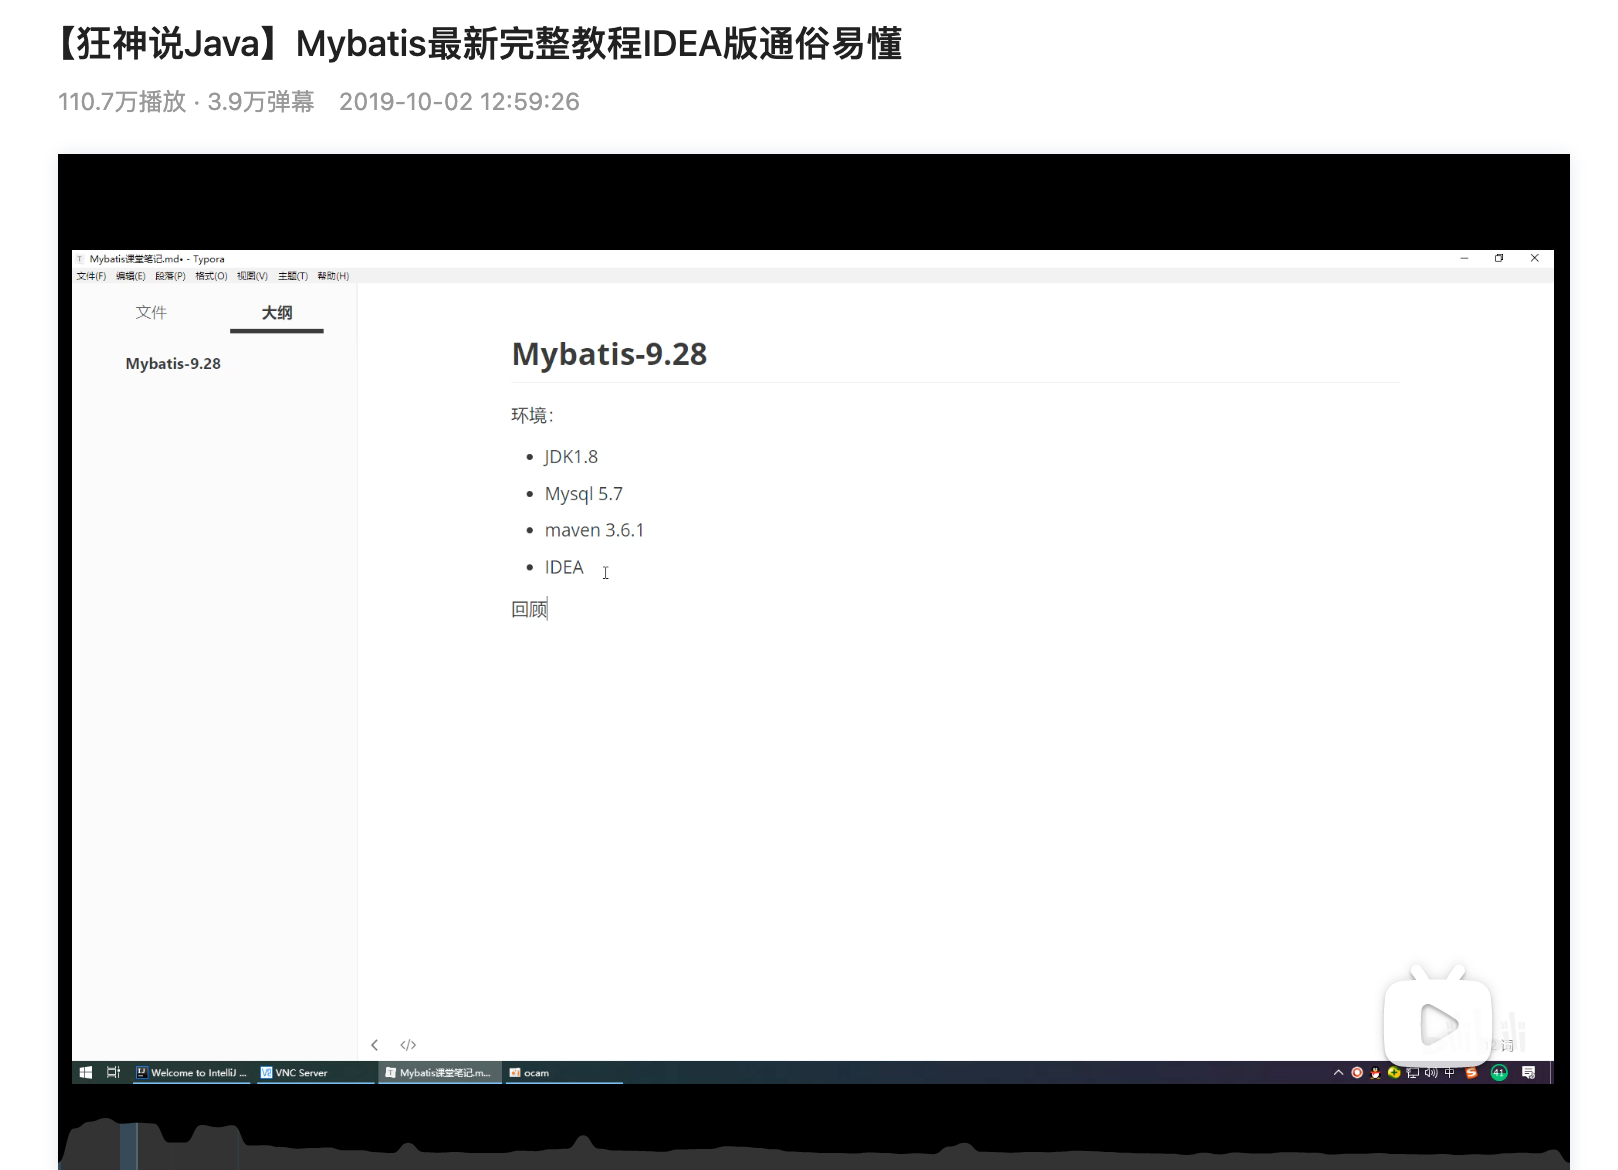 【狂神说Java】Mybatis最新完整教程IDEA版通俗易懂
110.7万播放 · 3.9万弹幕 2019-10-02 12:59:26
Mybatis课堂笔记.md• - Typora
文件(F) 编辑(E) 段落(P) 格式(O) 视图(V) 主题(T) 帮助(H)
文件 大纲
Mybatis-9.28
Mybatis-9.28
环境：
• JDK1.8
• Mysql 5.7
• maven 3.6.1
• IDEA
回顾
</>
Welcome to IntelliJ ... VNC Server Mybatis课堂笔记.m... ocam
中 41